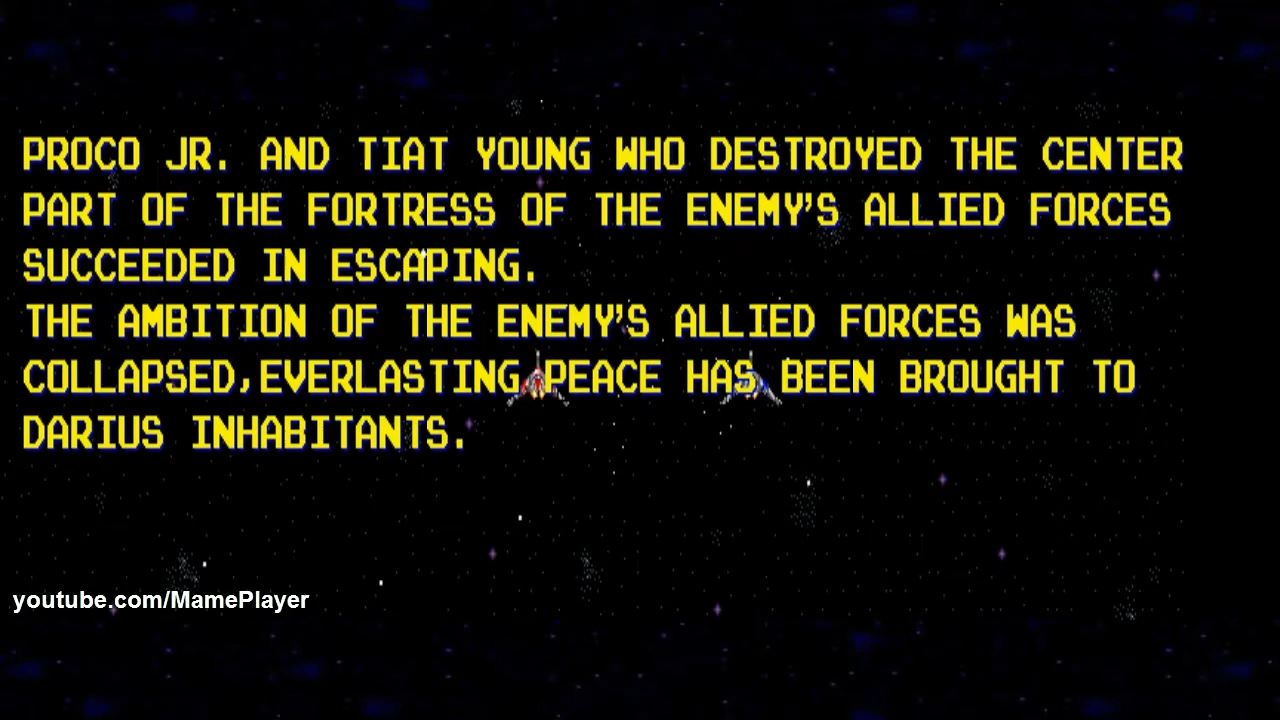 PROCO JR. AND TIAT YOUNG WHO DESTROYED THE CENTER
PART OF THE FORTRESS OF THE ENEMY'S ALLIED FORCES
SUCCEEDED IN ESCAPING.
THE AMBITION OF THE ENEMY'S ALLIED FORCES WAS
COLLAPSED,EVERLASTING PEACE HAS BEEN BROUGHT TO
DARIUS INHABITANTS.
youtube.com/MamePlayer